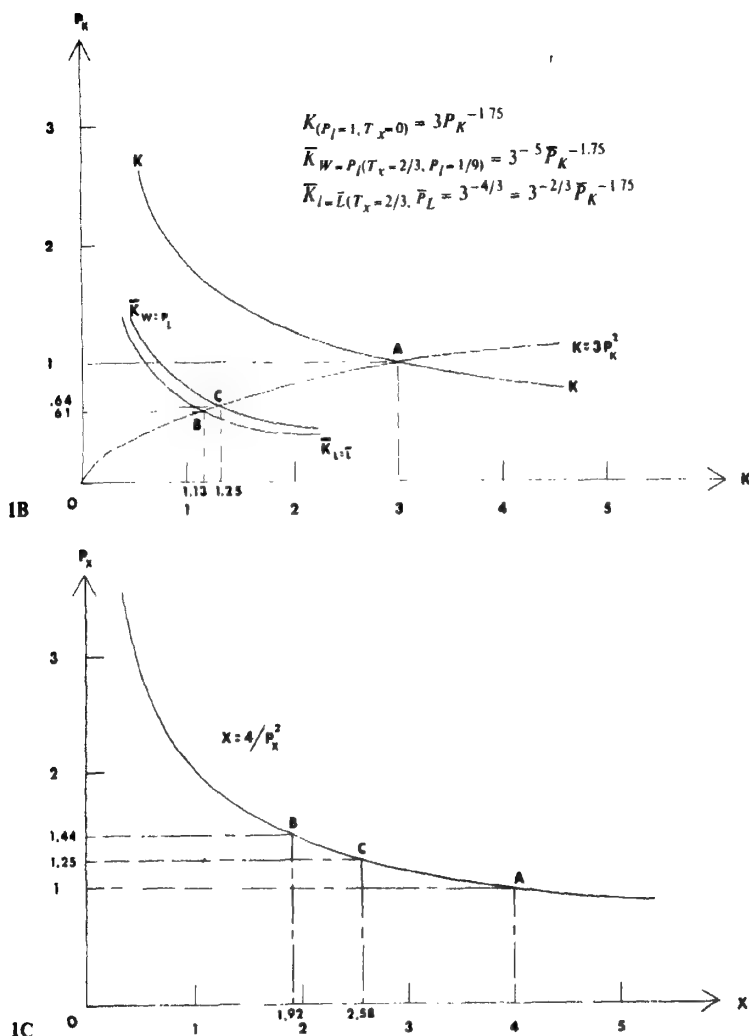 P_K
3
K_(P_l=1, T_x=0) = 3P_K^-1.75
K̅_W=P_l(T_x=2/3, P_l=1/9) = 3^-5 P̅_K^-1.75
K̅_l=L̅(T_x=2/3, P̅_L = 3^-4/3 = 3^-2/3 P̅_K^-1.75
K
2
K̅_W=P_L
A
K=3P_K^2
1
K
.64
C
61
B
K̅_L=L̅
1.13 1.25
K
0 1 2 3 4 5
1B
P_X
3
X=4/P_X^2
2
1,44 B
1,25 C
1 A
0 1 1,92 2 2,58 3 4 5 X
1C